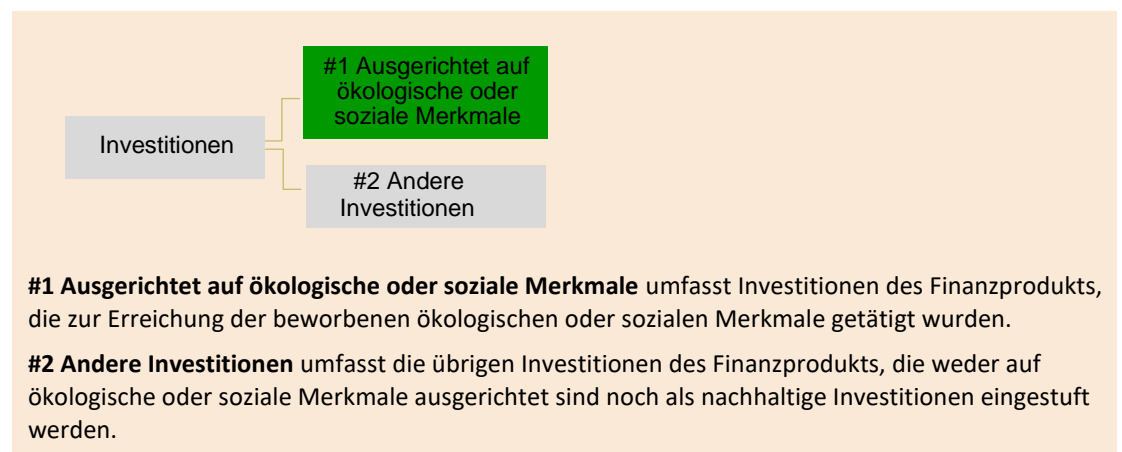 #1 Ausgerichtet auf
ökologische oder
soziale Merkmale
Investitionen
#2 Andere
Investitionen
#1 Ausgerichtet auf ökologische oder soziale Merkmale umfasst Investitionen des Finanzprodukts,
die zur Erreichung der beworbenen ökologischen oder sozialen Merkmale getätigt wurden.
#2 Andere Investitionen umfasst die übrigen Investitionen des Finanzprodukts, die weder auf
ökologische oder soziale Merkmale ausgerichtet sind noch als nachhaltige Investitionen eingestuft
werden.